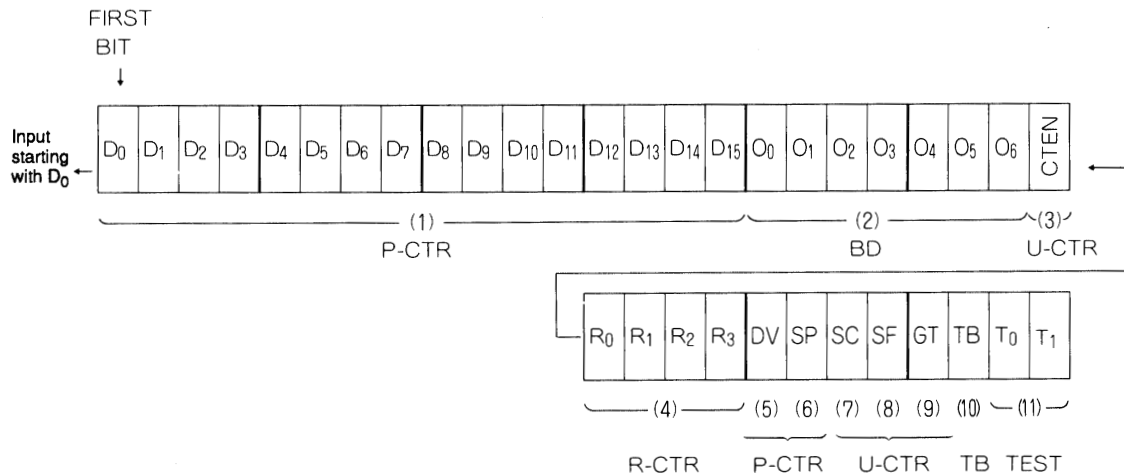 FIRST
BIT
↓
Input
starting
with D₀
←
D₀ D₁ D₂ D₃ D₄ D₅ D₆ D₇ D₈ D₉ D₁₀ D₁₁ D₁₂ D₁₃ D₁₄ D₁₅ O₀ O₁ O₂ O₃ O₄ O₅ O₆ CTEN
(1) (2) (3)
P-CTR BD U-CTR
R₀ R₁ R₂ R₃ DV SP SC SF GT TB T₀ T₁
(4) (5) (6) (7) (8) (9) (10) (11)
R-CTR P-CTR U-CTR TB TEST